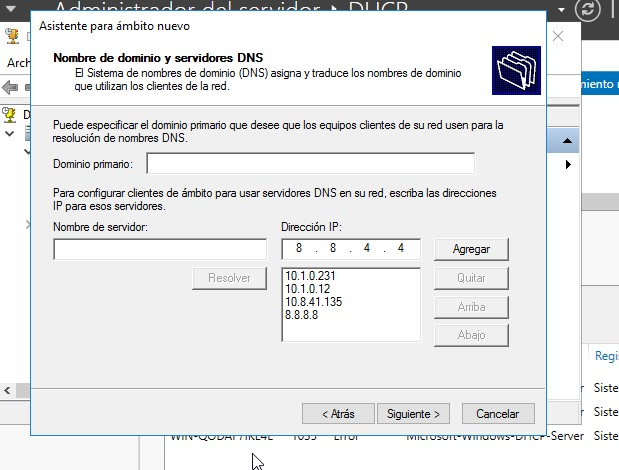 Administrador del servidor
DHCP
Asistente para ámbito nuevo
Nombre de dominio y servidores DNS
El Sistema de nombres de dominio (DNS) asigna y traduce los nombres de dominio
que utilizan los clientes de la red.
Arch
miento
D
Puede especificar el dominio primario que desee que los equipos clientes de su red usen para la
resolución de nombres DNS.
Dominio primario:
Para configurar clientes de ámbito para usar servidores DNS en su red, escriba las direcciones
IP para esos servidores.
Nombre de servidor:
Dirección IP:
8 . 8 . 4 . 4
Agregar
Resolver
10.1.0.231
10.1.0.12
10.8.41.135
8.8.8.8
Quitar
Arriba
Abajo
Regi
Siste
Siste
< Atrás
Siguiente >
Cancelar
1035 Error Microsoft-Windows-DHCP-Server Siste